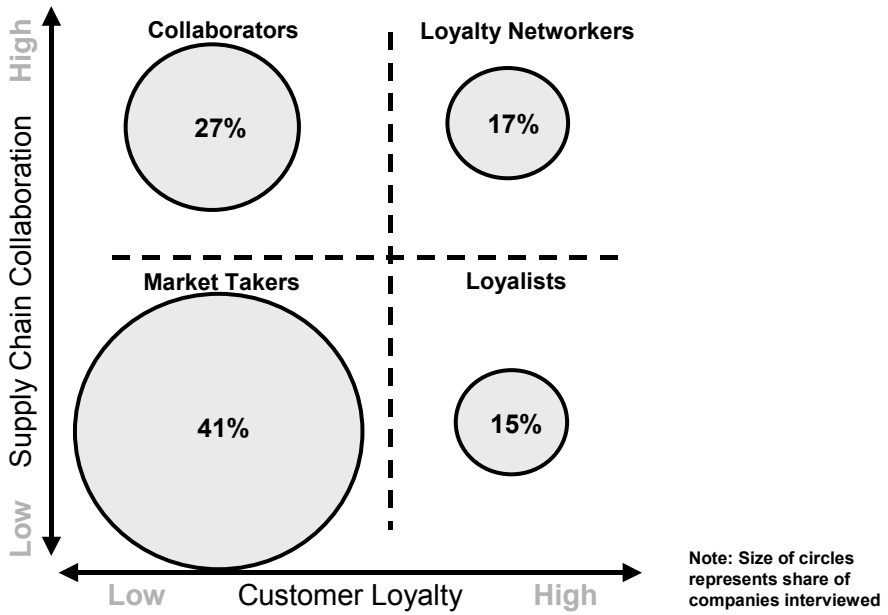 Collaborators
Loyalty Networkers
High
Supply Chain Collaboration
Low
27%
17%
Market Takers
Loyalists
41%
15%
Low
Customer Loyalty
High
Note: Size of circles
represents share of
companies interviewed